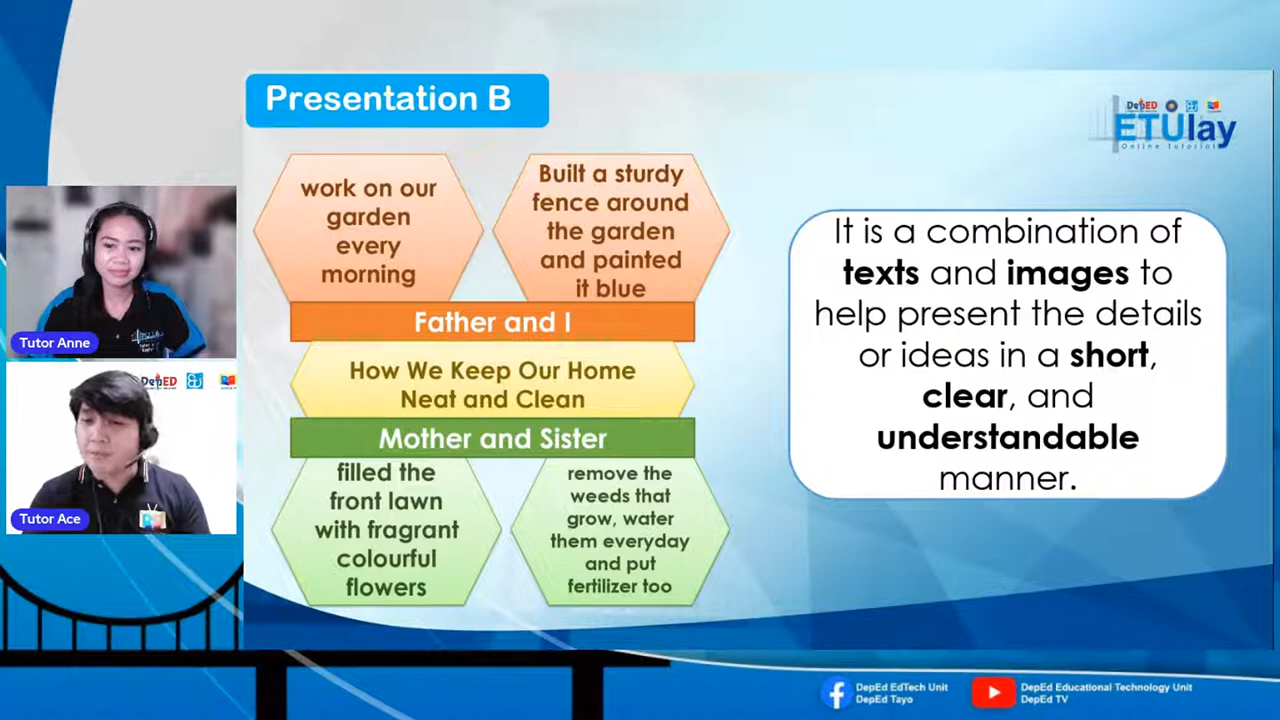 Presentation B
DepED
ETUlay
Online Tutorial
work on our
garden
every
morning
Built a sturdy
fence around
the garden
and painted
it blue
Father and I
How We Keep Our Home
Neat and Clean
Mother and Sister
filled the
front lawn
with fragrant
colourful
flowers
remove the
weeds that
grow, water
them everyday
and put
fertilizer too
It is a combination of
texts and images to
help present the details
or ideas in a short,
clear, and
understandable
manner.
Tutor Anne
DepED
Tutor Ace
DepEd EdTech Unit
DepEd Tayo
DepEd Educational Technology Unit
DepEd TV